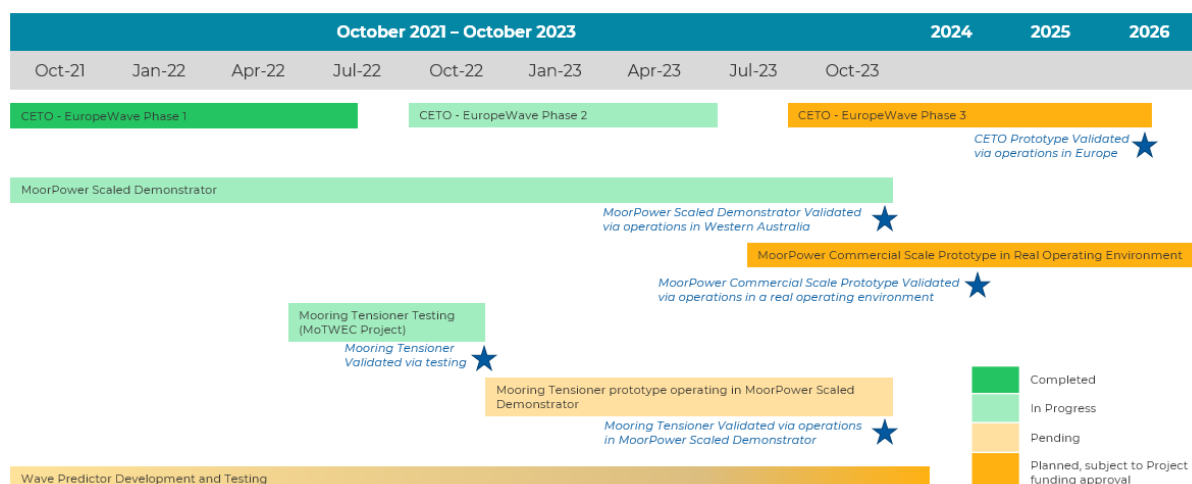 October 2021 – October 2023 2024 2025 2026
Oct-21 Jan-22 Apr-22 Jul-22 Oct-22 Jan-23 Apr-23 Jul-23 Oct-23
CETO - EuropeWave Phase 1 CETO - EuropeWave Phase 2 CETO - EuropeWave Phase 3
CETO Prototype Validated
via operations in Europe
MoorPower Scaled Demonstrator
MoorPower Scaled Demonstrator Validated
via operations in Western Australia
MoorPower Commercial Scale Prototype in Real Operating Environment
MoorPower Commercial Scale Prototype Validated
via operations in a real operating environment
Mooring Tensioner Testing
(MoTWEC Project)
Mooring Tensioner
Validated via testing
Mooring Tensioner prototype operating in MoorPower Scaled
Demonstrator
Mooring Tensioner Validated via operations
in MoorPower Scaled Demonstrator
Wave Predictor Development and Testing
Completed
In Progress
Pending
Planned, subject to Project
funding approval